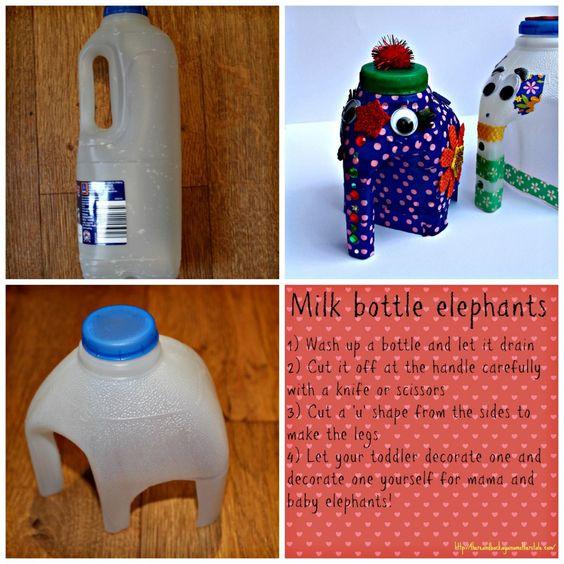 Milk bottle elephants
1) Wash up a bottle and let it drain
2) Cut it off at the handle carefully
with a knife or scissors
3) Cut a 'u' shape from the sides to
make the legs
4) Let your toddler decorate one and
decorate one yourself for mama and
baby elephants!